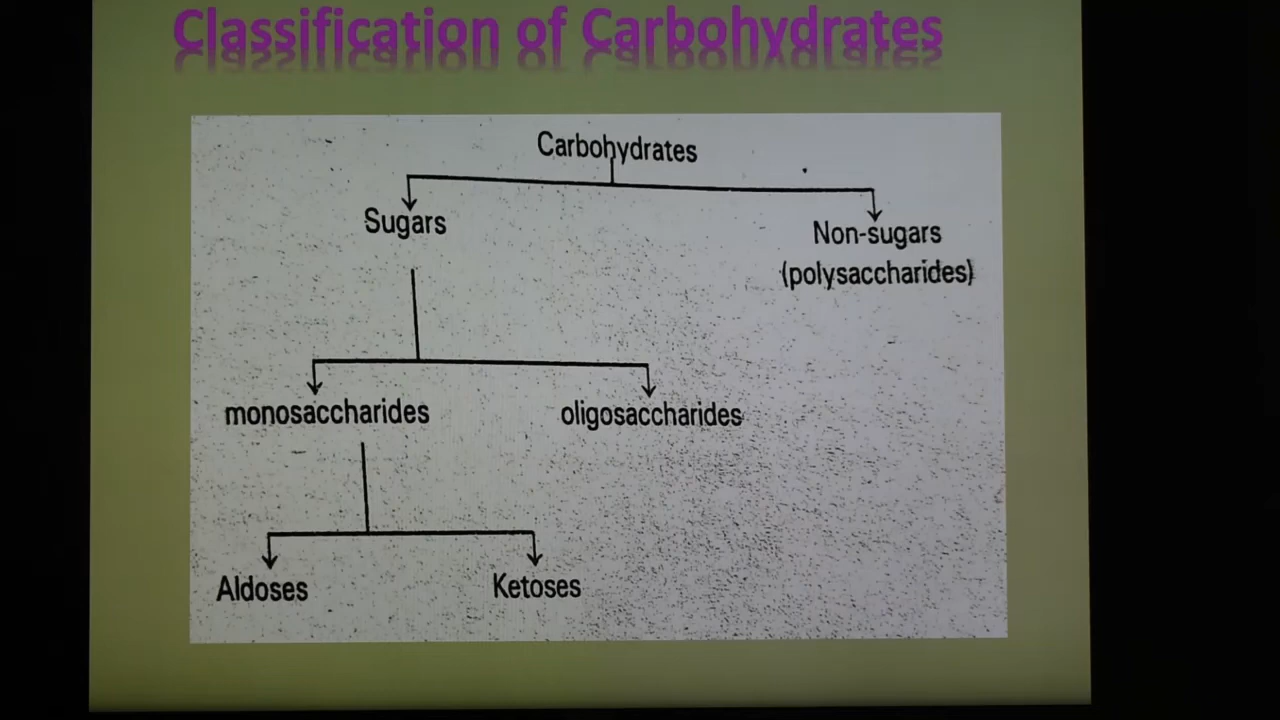 Classification of Carbohydrates
Carbohydrates
Sugars
Non-sugars
(polysaccharides)
monosaccharides
oligosaccharides
Aldoses
Ketoses